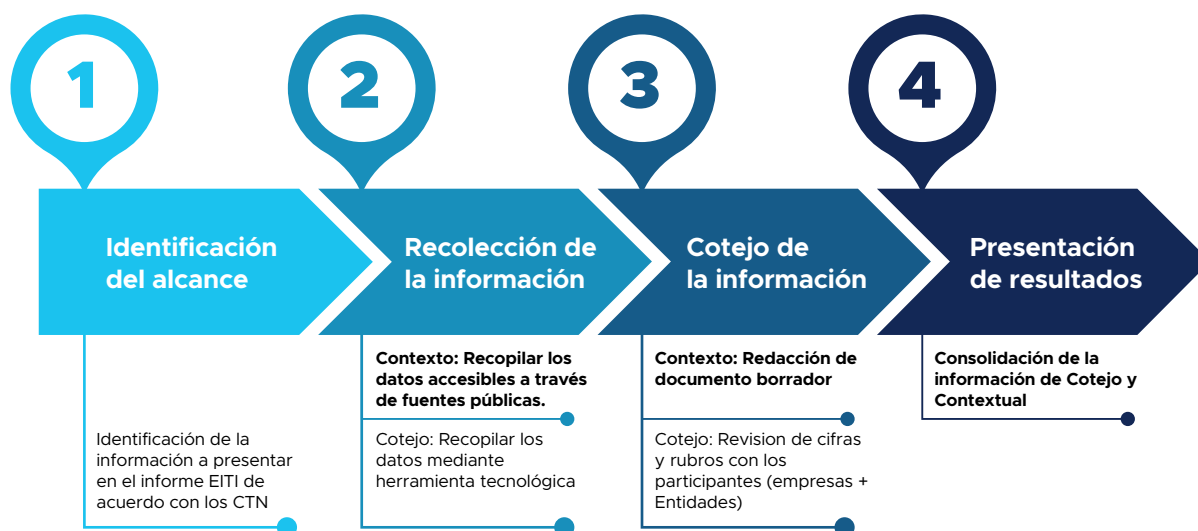 1
2
3
4
Identificación
del alcance
Recolección de
la información
Cotejo de
la información
Presentación
de resultados
Identificación de la
información a presentar
en el informe EITI de
acuerdo con los CTN
Contexto: Recopilar los
datos accesibles a través
de fuentes públicas.
Cotejo: Recopilar los
datos mediante
herramienta tecnológica
Contexto: Redacción de
documento borrador
Cotejo: Revision de cifras
y rubros con los
participantes (empresas +
Entidades)
Consolidación de la
información de Cotejo y
Contextual